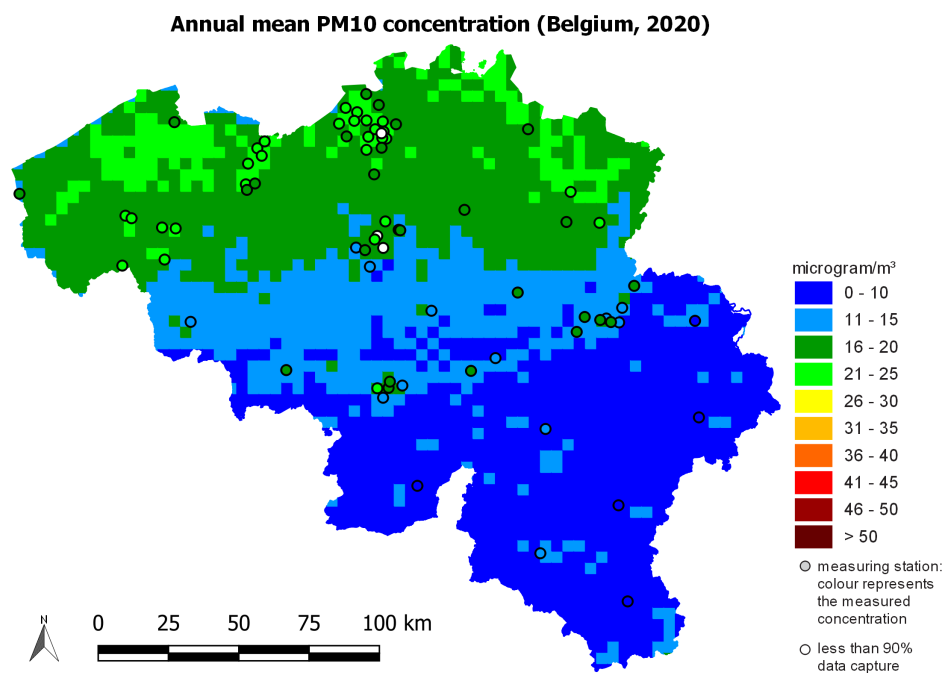 Annual mean PM10 concentration (Belgium, 2020)
microgram/m³
0 - 10
11 - 15
16 - 20
21 - 25
26 - 30
31 - 35
36 - 40
41 - 45
46 - 50
> 50
measuring station:
colour represents
the measured
concentration
less than 90%
data capture
N
0 25 50 75 100 km